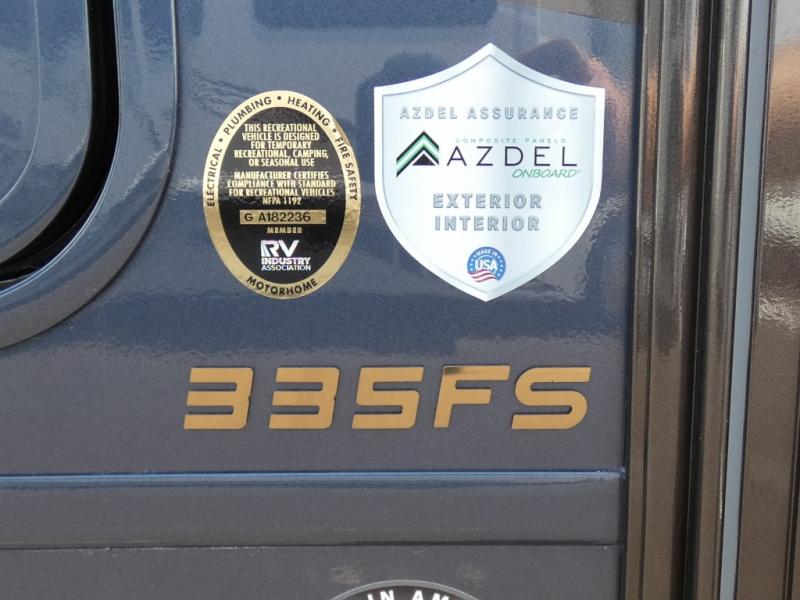 ELECTRICAL • PLUMBING • HEATING • FIRE SAFETY
THIS RECREATIONAL
VEHICLE IS DESIGNED
FOR TEMPORARY
RECREATIONAL, CAMPING,
OR SEASONAL USE
MANUFACTURER CERTIFIES
COMPLIANCE WITH STANDARD
FOR RECREATIONAL VEHICLES
NFPA 1192
G A182236
MEMBER
RV
INDUSTRY
ASSOCIATION
MOTORHOME
AZDEL ASSURANCE
COMPOSITE PANELS
AZDEL
ONBOARD®
EXTERIOR
INTERIOR
MADE IN
USA
335FS
IN AM